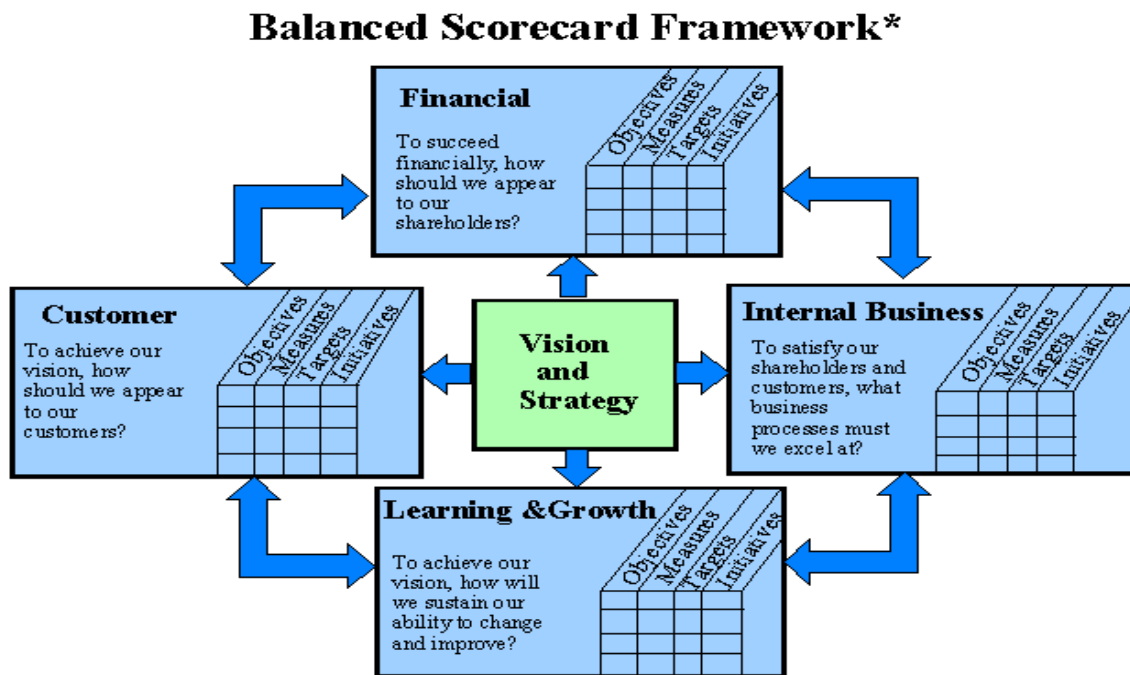 Balanced Scorecard Framework*
Financial
To succeed
financially, how
should we appear
to our
shareholders?
Objectives
Measures
Targets
Initiatives
Customer
To achieve our
vision, how
should we appear
to our
customers?
Objectives
Measures
Targets
Initiatives
Vision
and
Strategy
Internal Business
To satisfy our
shareholders and
customers, what
business
processes must
we excel at?
Objectives
Measures
Targets
Initiatives
Learning &Growth
To achieve our
vision, how will
we sustain our
ability to change
and improve?
Objectives
Measures
Targets
Initiatives